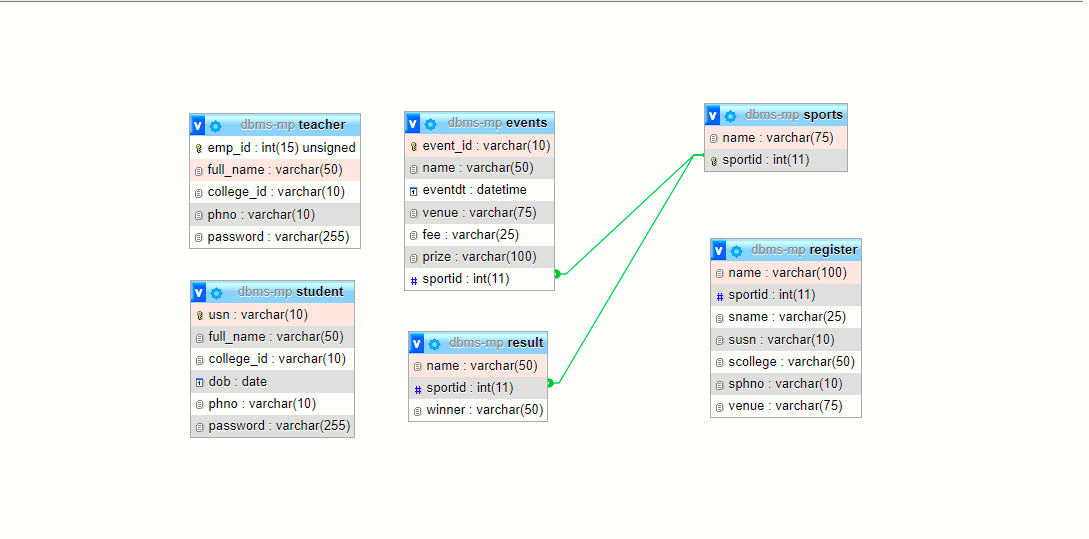 v dbms-mp teacher
emp_id : int(15) unsigned
full_name : varchar(50)
college_id : varchar(10)
phno : varchar(10)
password : varchar(255)
v dbms-mp student
usn : varchar(10)
full_name : varchar(50)
college_id : varchar(10)
dob : date
phno : varchar(10)
password : varchar(255)
v dbms-mp events
event_id : varchar(10)
name : varchar(50)
eventdt : datetime
venue : varchar(75)
fee : varchar(25)
prize : varchar(100)
# sportid : int(11)
v dbms-mp result
name : varchar(50)
# sportid : int(11)
winner : varchar(50)
v dbms-mp sports
name : varchar(75)
sportid : int(11)
v dbms-mp register
name : varchar(100)
# sportid : int(11)
sname : varchar(25)
susn : varchar(10)
scollege : varchar(50)
sphno : varchar(10)
venue : varchar(75)